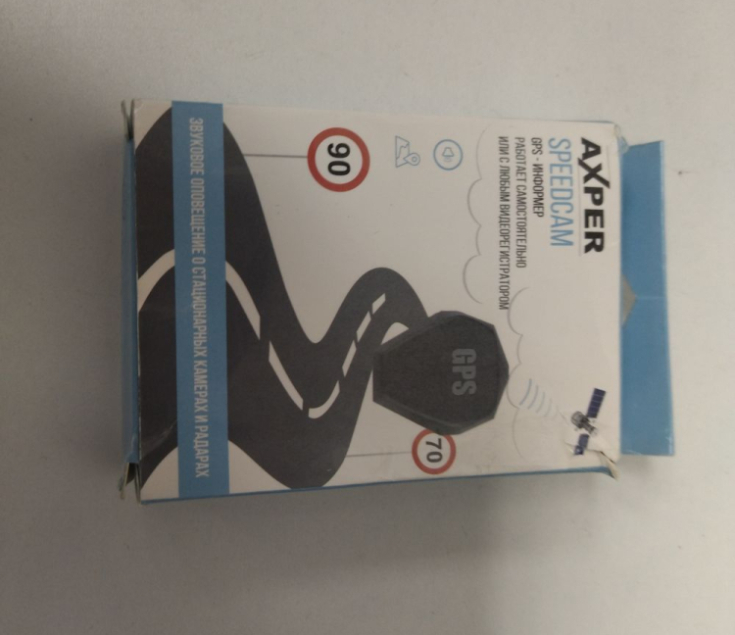 AXPER
SPEEDCAM
GPS - ИНФОРМЕР
РАБОТАЕТ САМОСТОЯТЕЛЬНО
ИЛИ С ЛЮБЫМ ВИДЕОРЕГИСТРАТОРОМ
90
GPS
70
ЗВУКОВОЕ ОПОВЕЩЕНИЕ О СТАЦИОНАРНЫХ КАМЕРАХ И РАДАРАХ